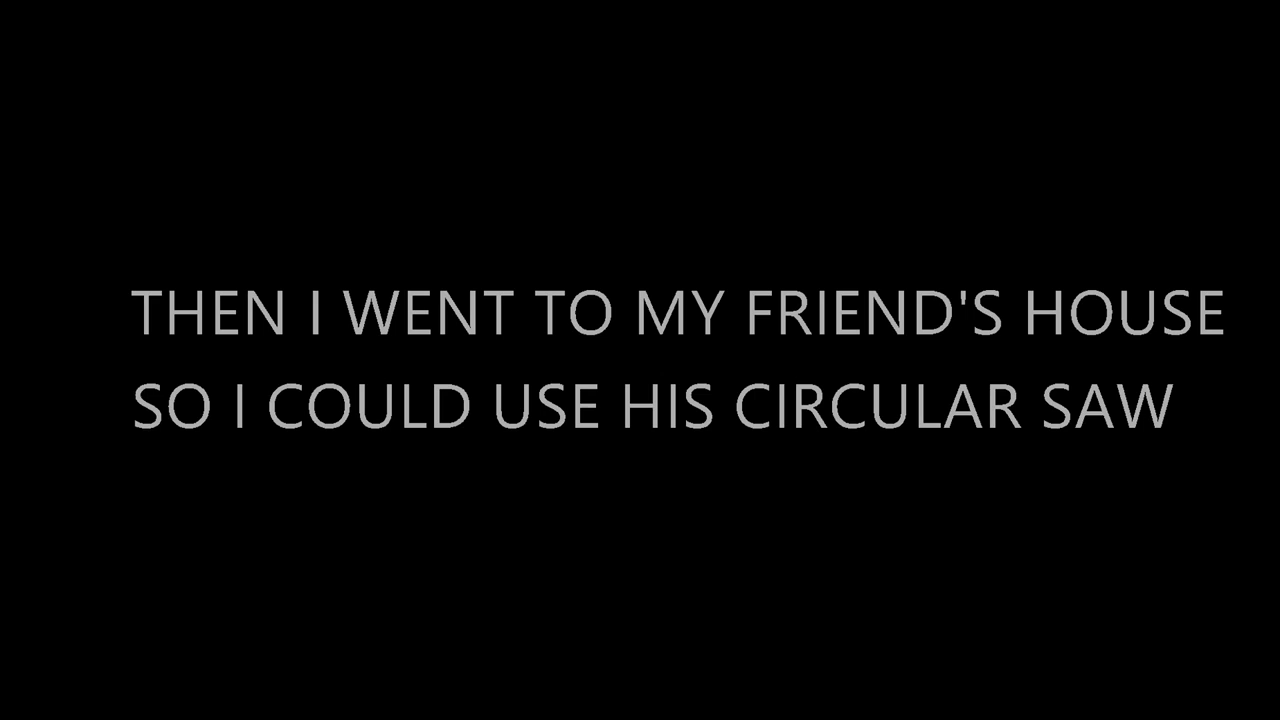 THEN I WENT TO MY FRIEND'S HOUSE
SO I COULD USE HIS CIRCULAR SAW